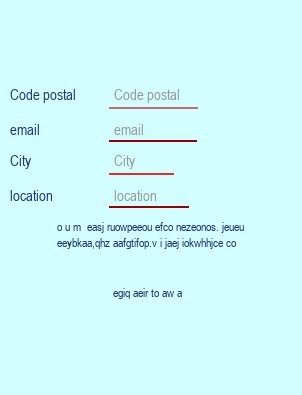 Code postal Code postal
email email
City City
location location
o u m easj ruowpeeou efco nezeonos. jeueu
eeybkaa,qhz aafgtifop.v i jaej iokwhhjce co
egiq aeir to aw a